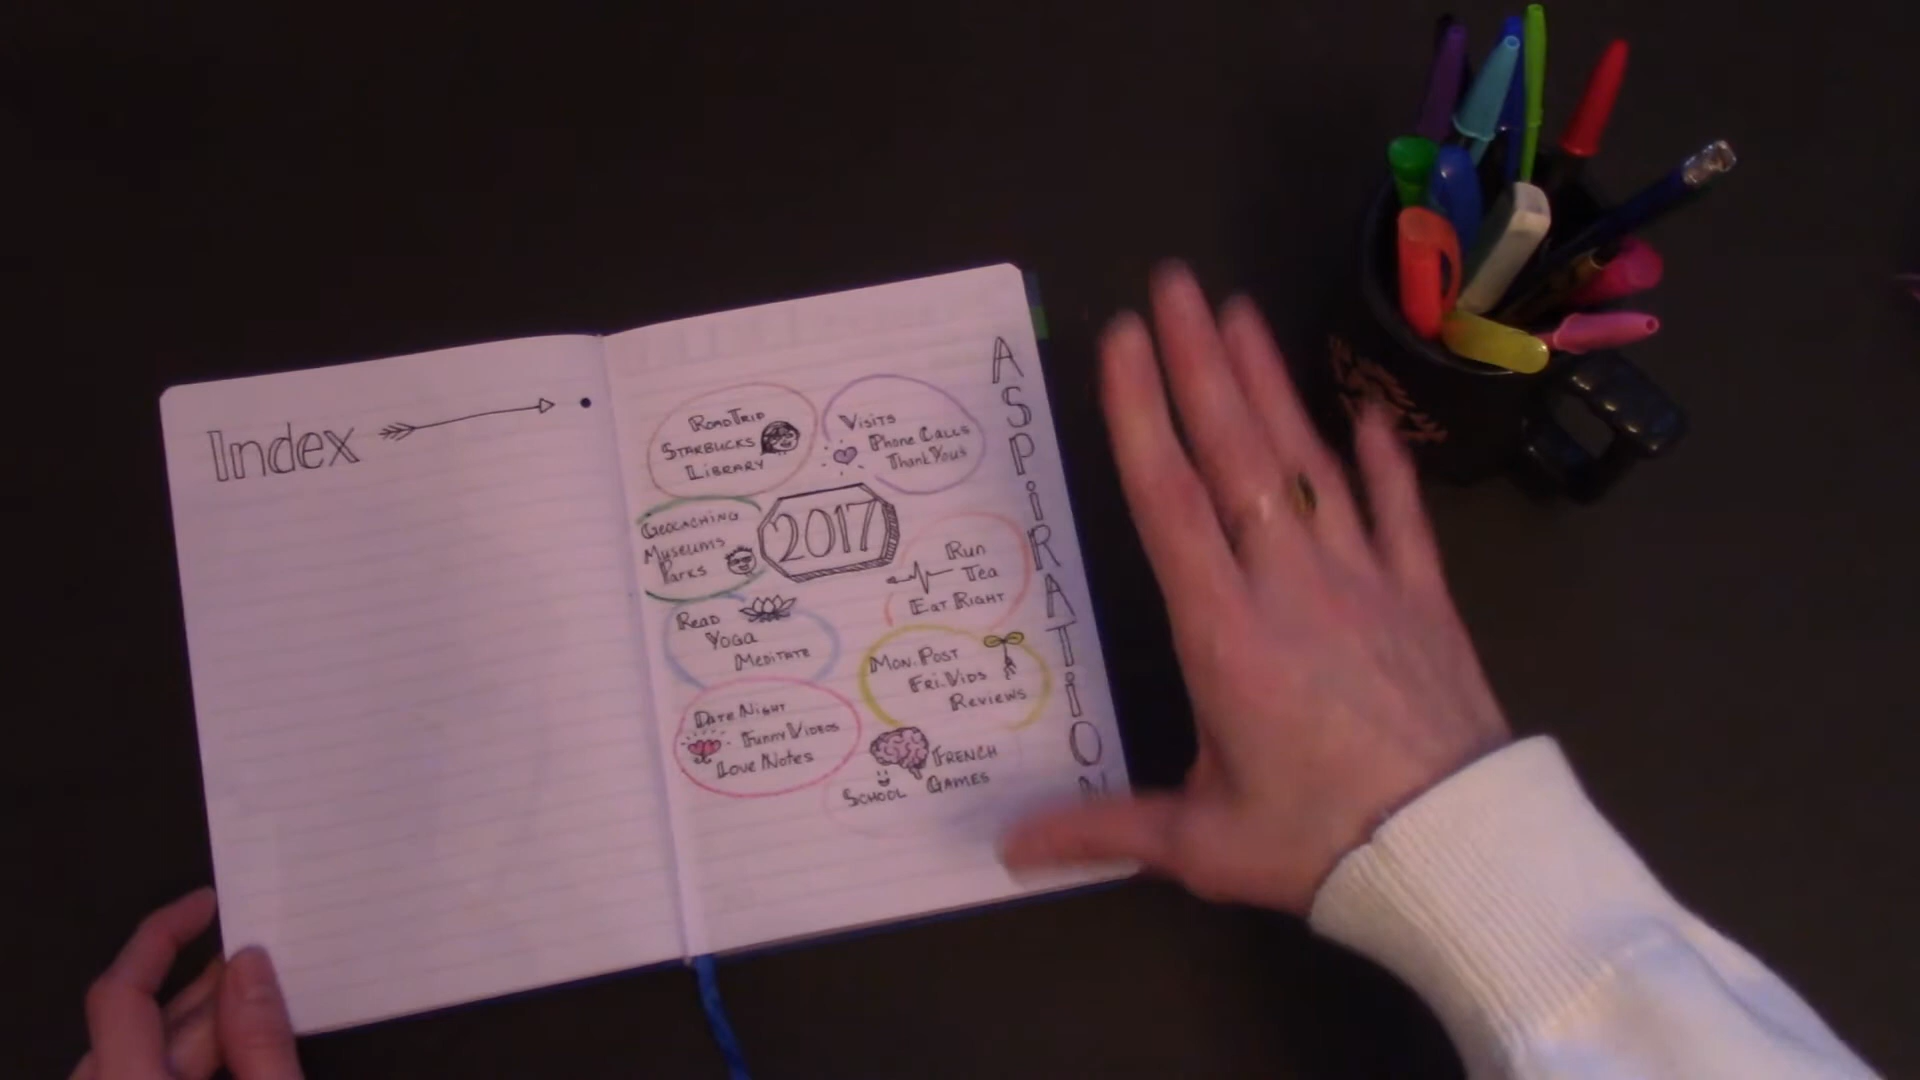 Index
RoadTrip
Starbucks
Library
Visits
Phone Calls
Thank Yous
Geocaching
Museums
Parks
2017
Run
Tea
Eat Right
Read
Yoga
Meditate
Mon. Post
Fri. Vids
Reviews
Date Night
Funny Videos
Love Notes
French
School Games
ASPiRATiON